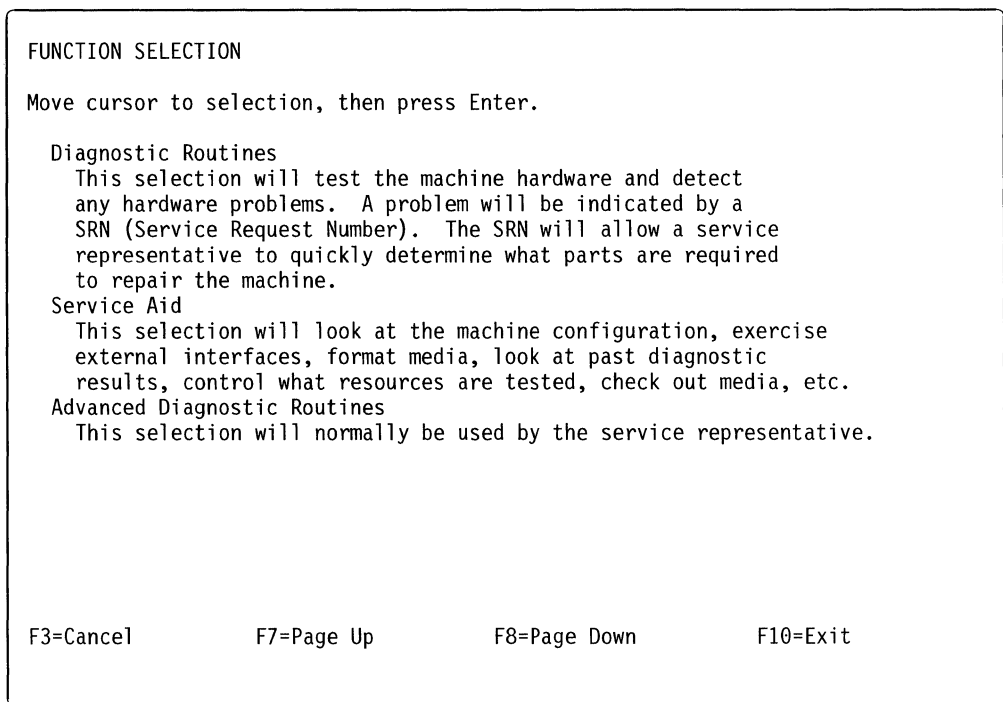 FUNCTION SELECTION
Move cursor to selection, then press Enter.
Diagnostic Routines
This selection will test the machine hardware and detect
any hardware problems. A problem will be indicated by a
SRN (Service Request Number). The SRN will allow a service
representative to quickly determine what parts are required
to repair the machine.
Service Aid
This selection will look at the machine configuration, exercise
external interfaces, format media, look at past diagnostic
results, control what resources are tested, check out media, etc.
Advanced Diagnostic Routines
This selection will normally be used by the service representative.
F3=Cancel F7=Page Up F8=Page Down F10=Exit